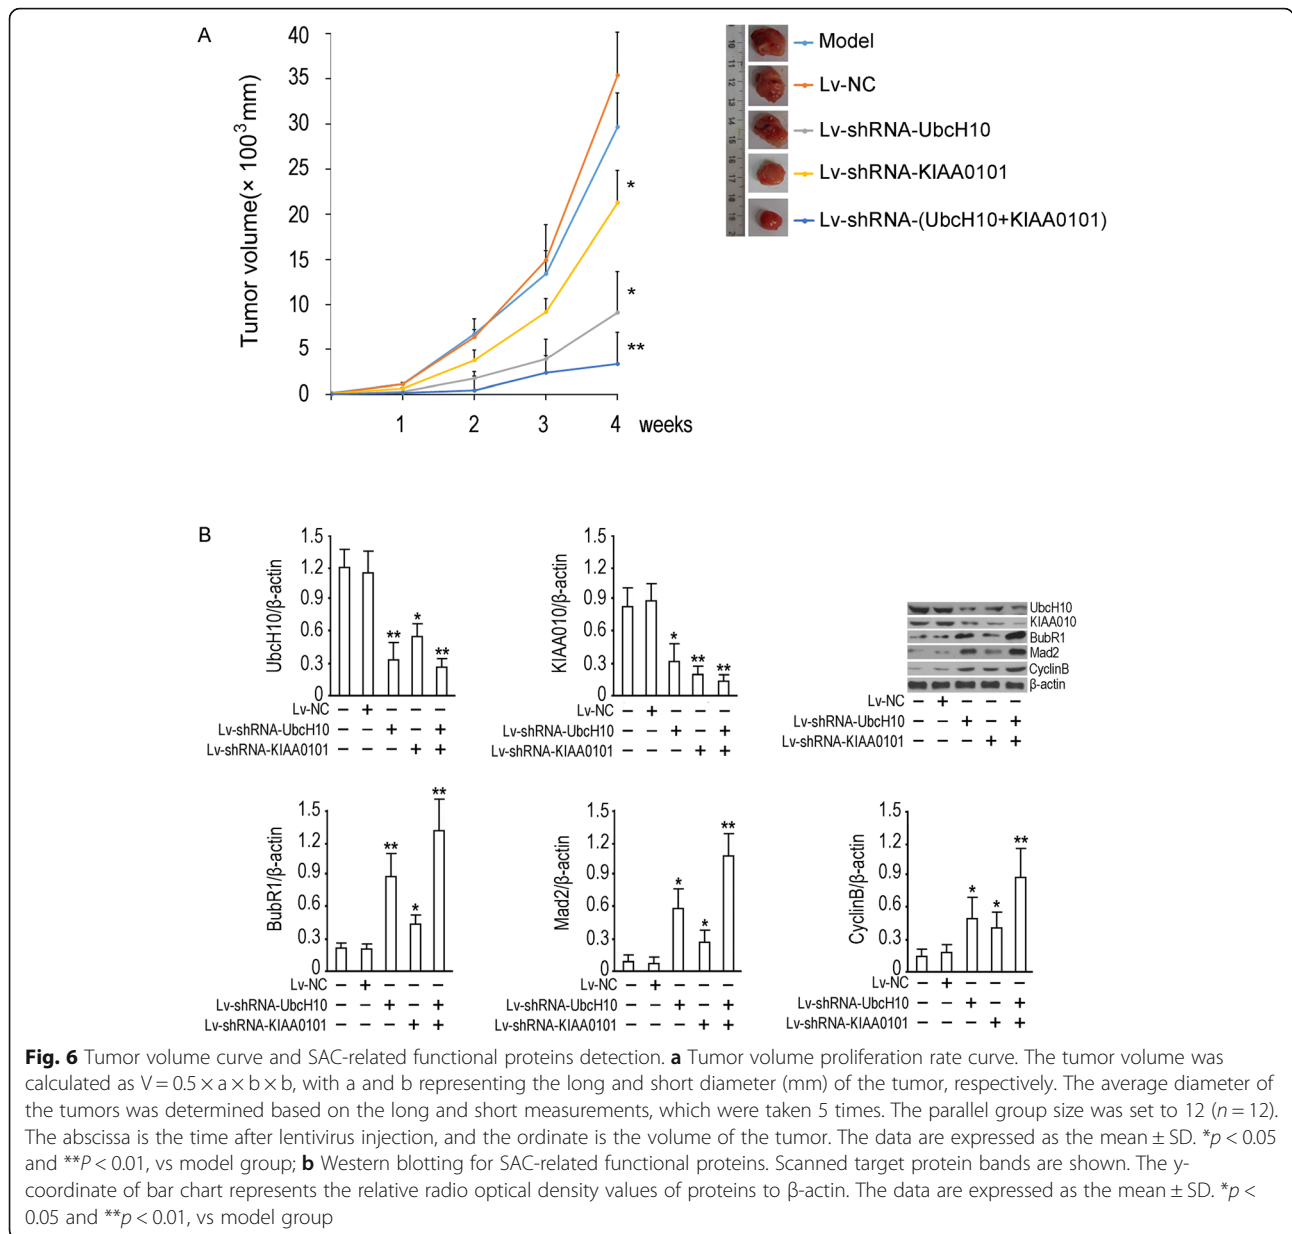 A
Tumor volume(× 100³mm)
40
35
30
25
20
15
10
5
0
1 2 3 4 weeks
*
*
**
Model
Lv-NC
Lv-shRNA-UbcH10
Lv-shRNA-KIAA0101
Lv-shRNA-(UbcH10+KIAA0101)
10 11 12 13 14 15 16 17 18 19 2
B
UbcH10/β-actin
1.5
1.2
0.9
0.6
0.3
0
** * **
Lv-NC − + − − −
Lv-shRNA-UbcH10 − − + − +
Lv-shRNA-KIAA0101 − − − + +
KIAA010/β-actin
1.5
1.2
0.9
0.6
0.3
0
* ** **
Lv-NC − + − − −
Lv-shRNA-UbcH10 − − + − +
Lv-shRNA-KIAA0101 − − − + +
UbcH10
KIAA010
BubR1
Mad2
CyclinB
β-actin
Lv-NC − + − − −
Lv-shRNA-UbcH10 − − + − +
Lv-shRNA-KIAA0101 − − − + +
BubR1/β-actin
1.5
1.2
0.9
0.6
0.3
0
** * **
Lv-NC − + − − −
Lv-shRNA-UbcH10 − − + − +
Lv-shRNA-KIAA0101 − − − + +
Mad2/β-actin
1.5
1.2
0.9
0.6
0.3
0
* * **
Lv-NC − + − − −
Lv-shRNA-UbcH10 − − + − +
Lv-shRNA-KIAA0101 − − − + +
CyclinB/β-actin
1.5
1.2
0.9
0.6
0.3
0
* * **
Lv-NC − + − − −
Lv-shRNA-UbcH10 − − + − +
Lv-shRNA-KIAA0101 − − − + +
Fig. 6 Tumor volume curve and SAC-related functional proteins detection. a Tumor volume proliferation rate curve. The tumor volume was
calculated as V = 0.5 × a × b × b, with a and b representing the long and short diameter (mm) of the tumor, respectively. The average diameter of
the tumors was determined based on the long and short measurements, which were taken 5 times. The parallel group size was set to 12 (n = 12).
The abscissa is the time after lentivirus injection, and the ordinate is the volume of the tumor. The data are expressed as the mean ± SD. *p < 0.05
and **P < 0.01, vs model group; b Western blotting for SAC-related functional proteins. Scanned target protein bands are shown. The y-
coordinate of bar chart represents the relative radio optical density values of proteins to β-actin. The data are expressed as the mean ± SD. *p <
0.05 and **p < 0.01, vs model group